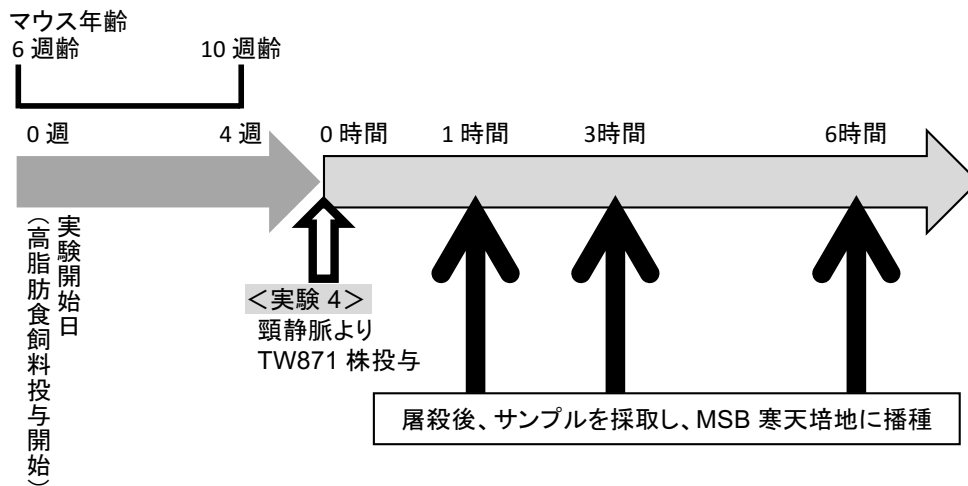 マウス年齢
6 週齢 10 週齢
0 週 4 週 0 時間 1 時間 3時間 6時間
実験開始日
（高脂肪食飼料投与開始）
＜実験 4＞
頸静脈より
TW871 株投与
屠殺後、サンプルを採取し、MSB 寒天培地に播種